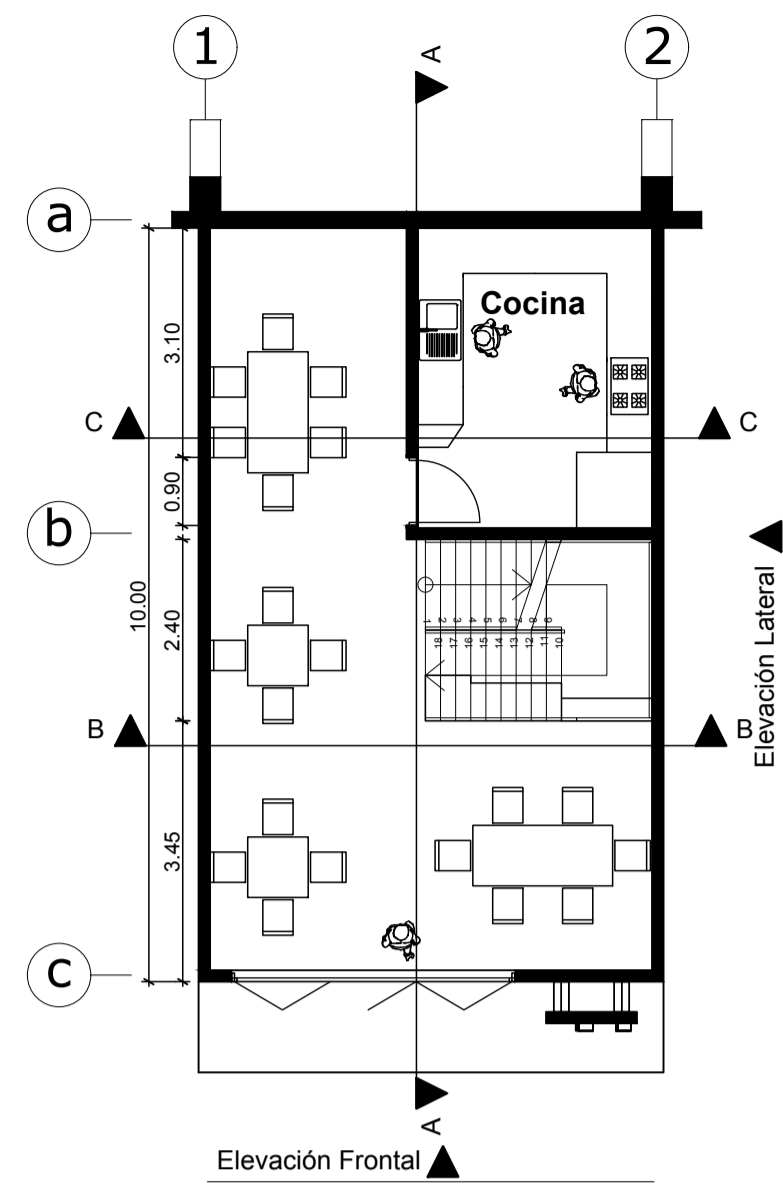 1
2
A
a
Cocina
3.10
C
C
0.90
b
10.00
2.40
1 2 3 4 5 6 7 8 9
18 17 16 15 14 13 12 11 10
Elevación Lateral
B
B
3.45
c
A
Elevación Frontal